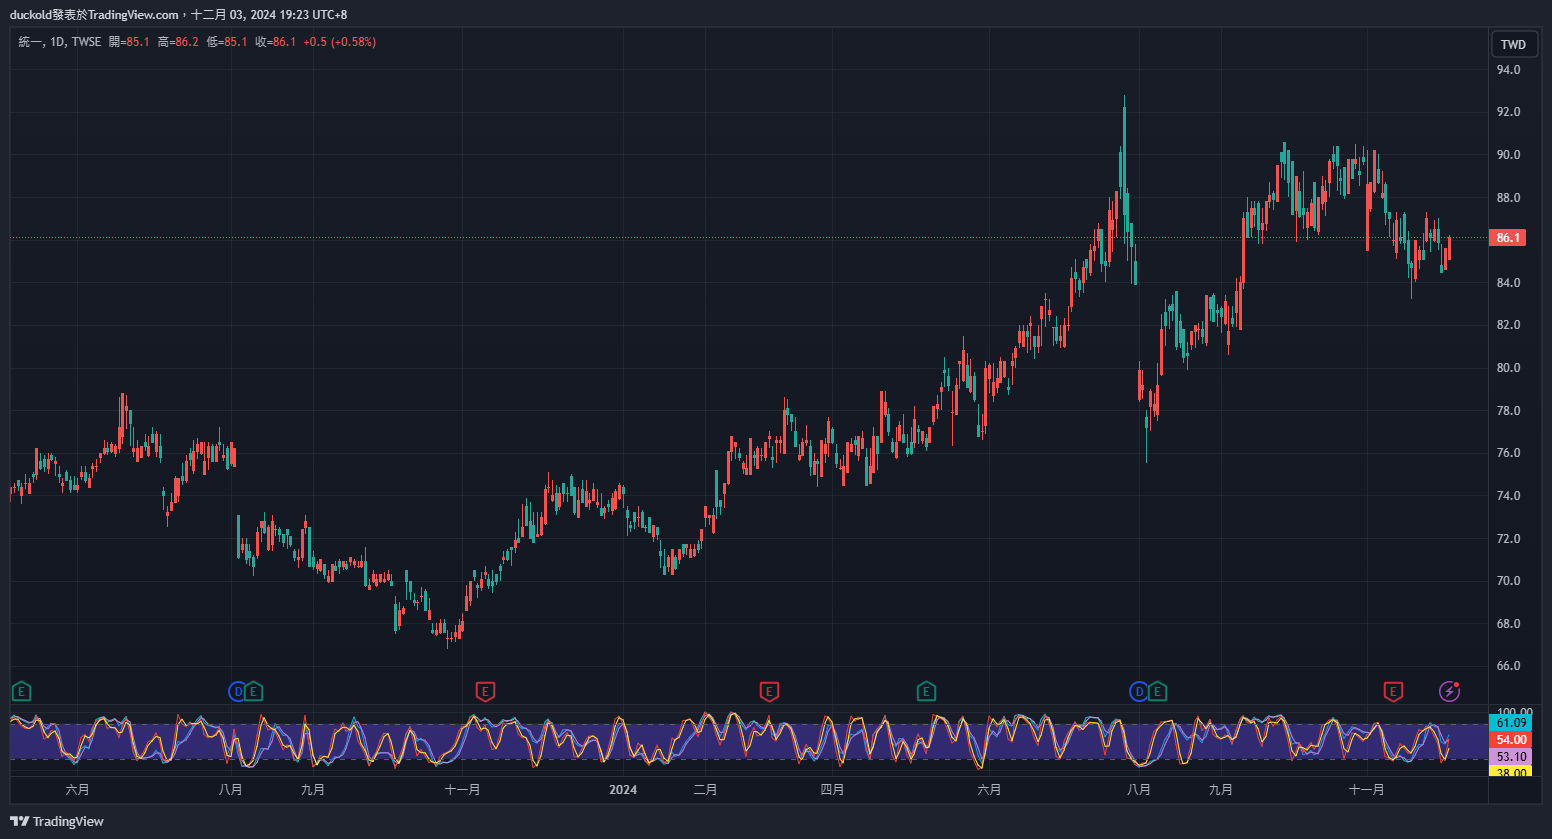 duckold發表於TradingView.com，十二月 03, 2024 19:23 UTC+8
統一, 1D, TWSE 開=85.1 高=86.2 低=85.1 收=86.1 +0.5 (+0.58%)
TWD
94.0
92.0
90.0
88.0
86.1
84.0
82.0
80.0
78.0
76.0
74.0
72.0
70.0
68.0
66.0
E
D
E
E
E
E
D
E
E
100.00
61.09
54.00
53.10
38.00
六月 八月 九月 十一月 2024 二月 四月 六月 八月 九月 十一月
TradingView